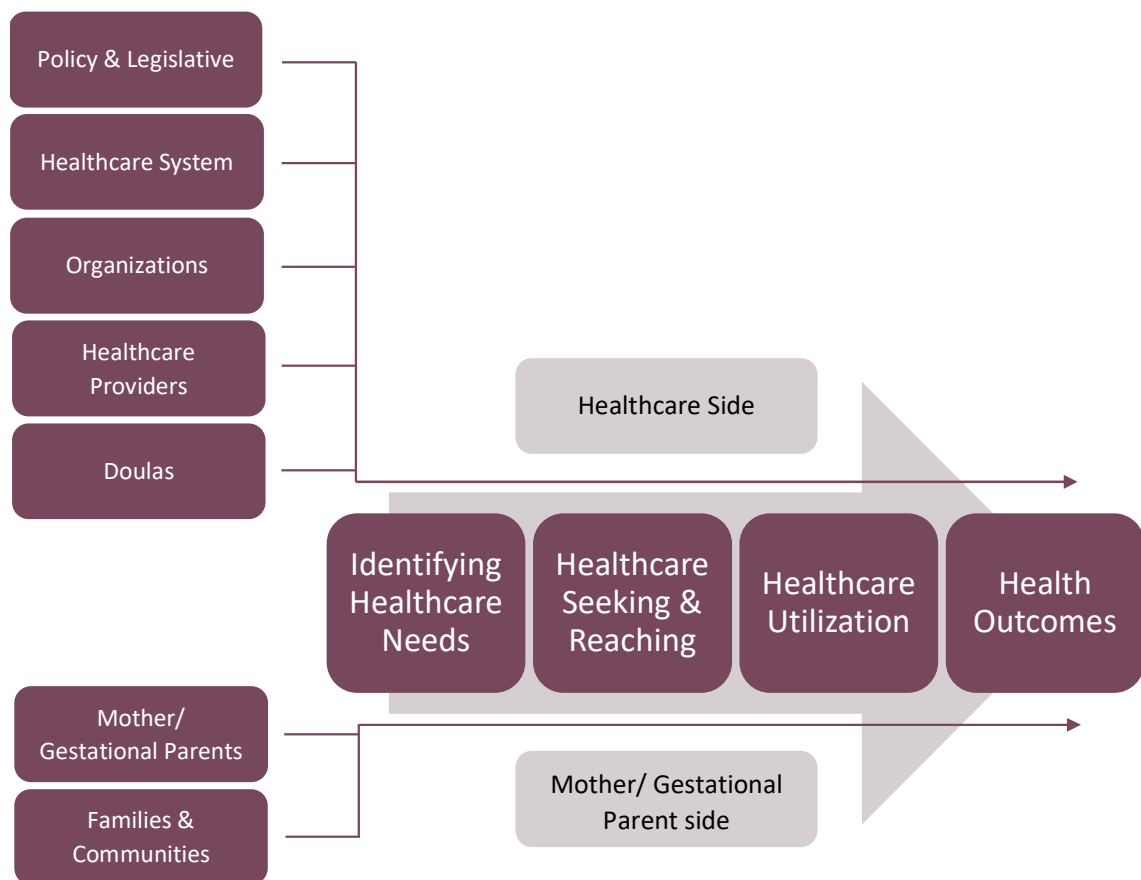 Policy & Legislative
Healthcare System
Organizations
Healthcare
Providers
Doulas
Healthcare Side
Identifying
Healthcare
Needs
Healthcare
Seeking &
Reaching
Healthcare
Utilization
Health
Outcomes
Mother/
Gestational Parents
Families &
Communities
Mother/ Gestational
Parent side